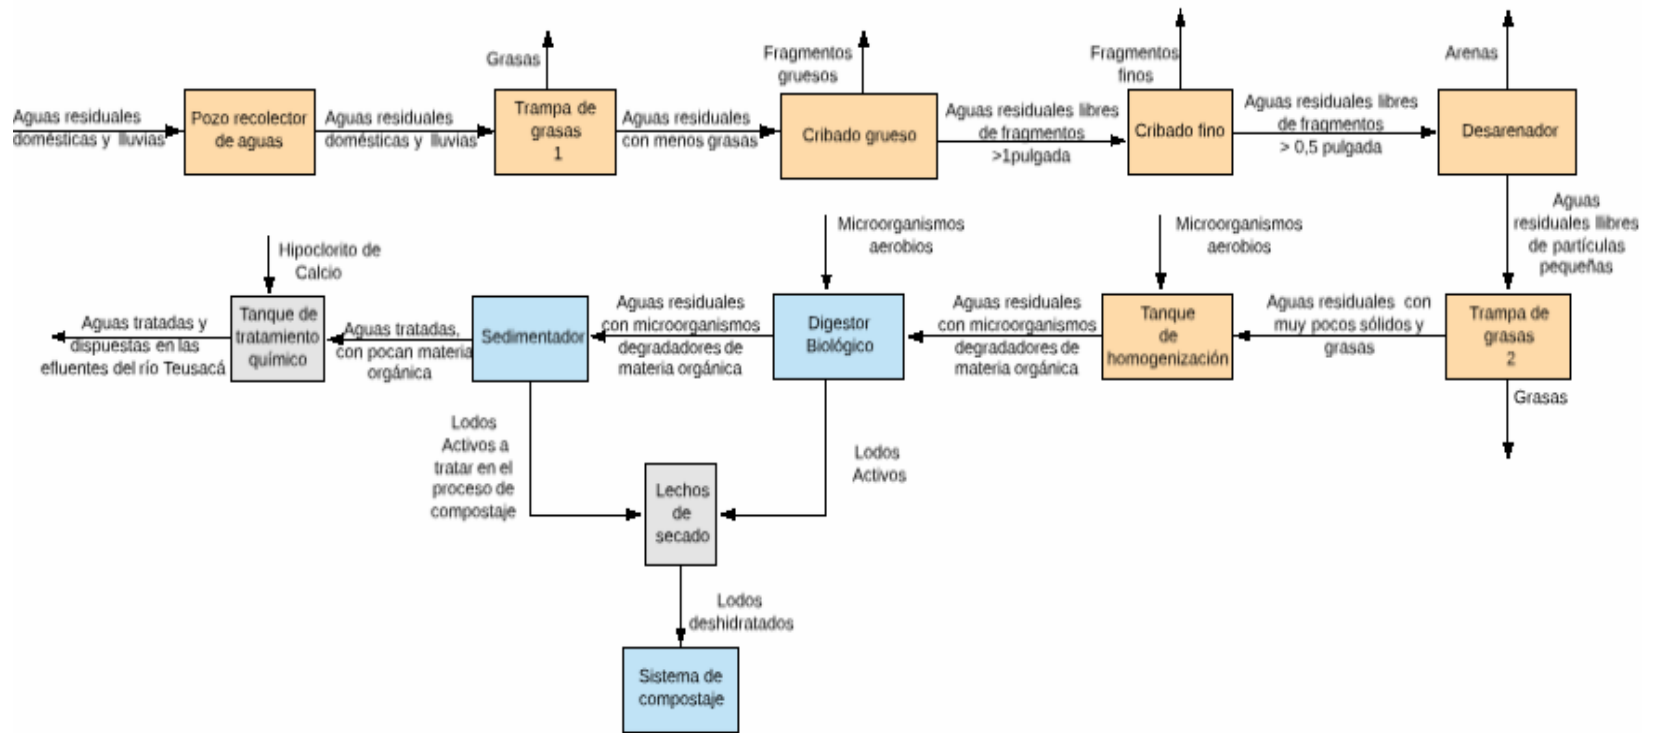 Aguas residuales
domésticas y lluvias
Pozo recolector
de aguas
Aguas residuales
domésticas y lluvias
Grasas
Trampa de
grasas
1
Aguas residuales
con menos grasas
Fragmentos
gruesos
Cribado grueso
Aguas residuales libres
de fragmentos
>1pulgada
Fragmentos
finos
Cribado fino
Aguas residuales libres
de fragmentos
> 0,5 pulgada
Arenas
Desarenador
Aguas
residuales llibres
de partículas
pequeñas
Trampa de
grasas
2
Grasas
Aguas residuales con
muy pocos sólidos y
grasas
Microorganismos
aerobios
Tanque
de
homogenización
Aguas residuales
con microorganismos
degradadores de
materia orgánica
Microorganismos
aerobios
Digestor
Biológico
Aguas residuales
con microorganismos
degradadores de
materia orgánica
Sedimentador
Aguas tratadas,
con pocan materia
orgánica
Hipoclorito de
Calcio
Tanque de
tratamiento
químico
Aguas tratadas y
dispuestas en las
efluentes del río Teusacá
Lodos
Activos a
tratar en el
proceso de
compostaje
Lodos
Activos
Lechos
de
secado
Lodos
deshidratados
Sistema de
compostaje